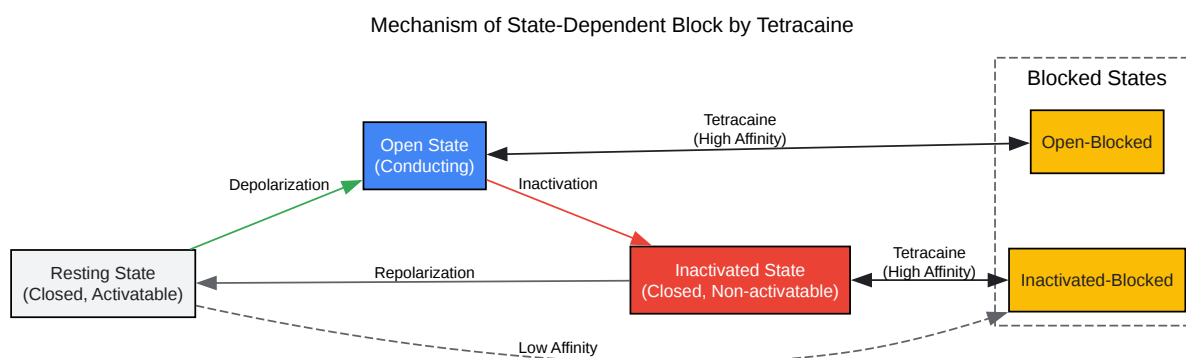 Mechanism of State-Dependent Block by Tetracaine
Blocked States
Tetracaine
(High Affinity)
Open State
(Conducting)
Open-Blocked
Depolarization
Inactivation
Tetracaine
(High Affinity)
Resting State
(Closed, Activatable)
Repolarization
Inactivated State
(Closed, Non-activatable)
Inactivated-Blocked
Low Affinity